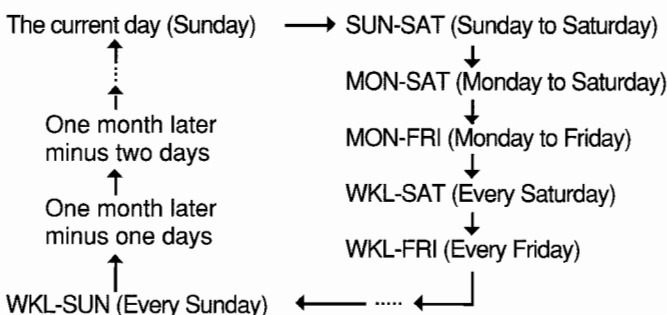 The current day (Sunday)
SUN-SAT (Sunday to Saturday)
MON-SAT (Monday to Saturday)
MON-FRI (Monday to Friday)
WKL-SAT (Every Saturday)
WKL-FRI (Every Friday)
WKL-SUN (Every Sunday)
One month later
minus one days
One month later
minus two days